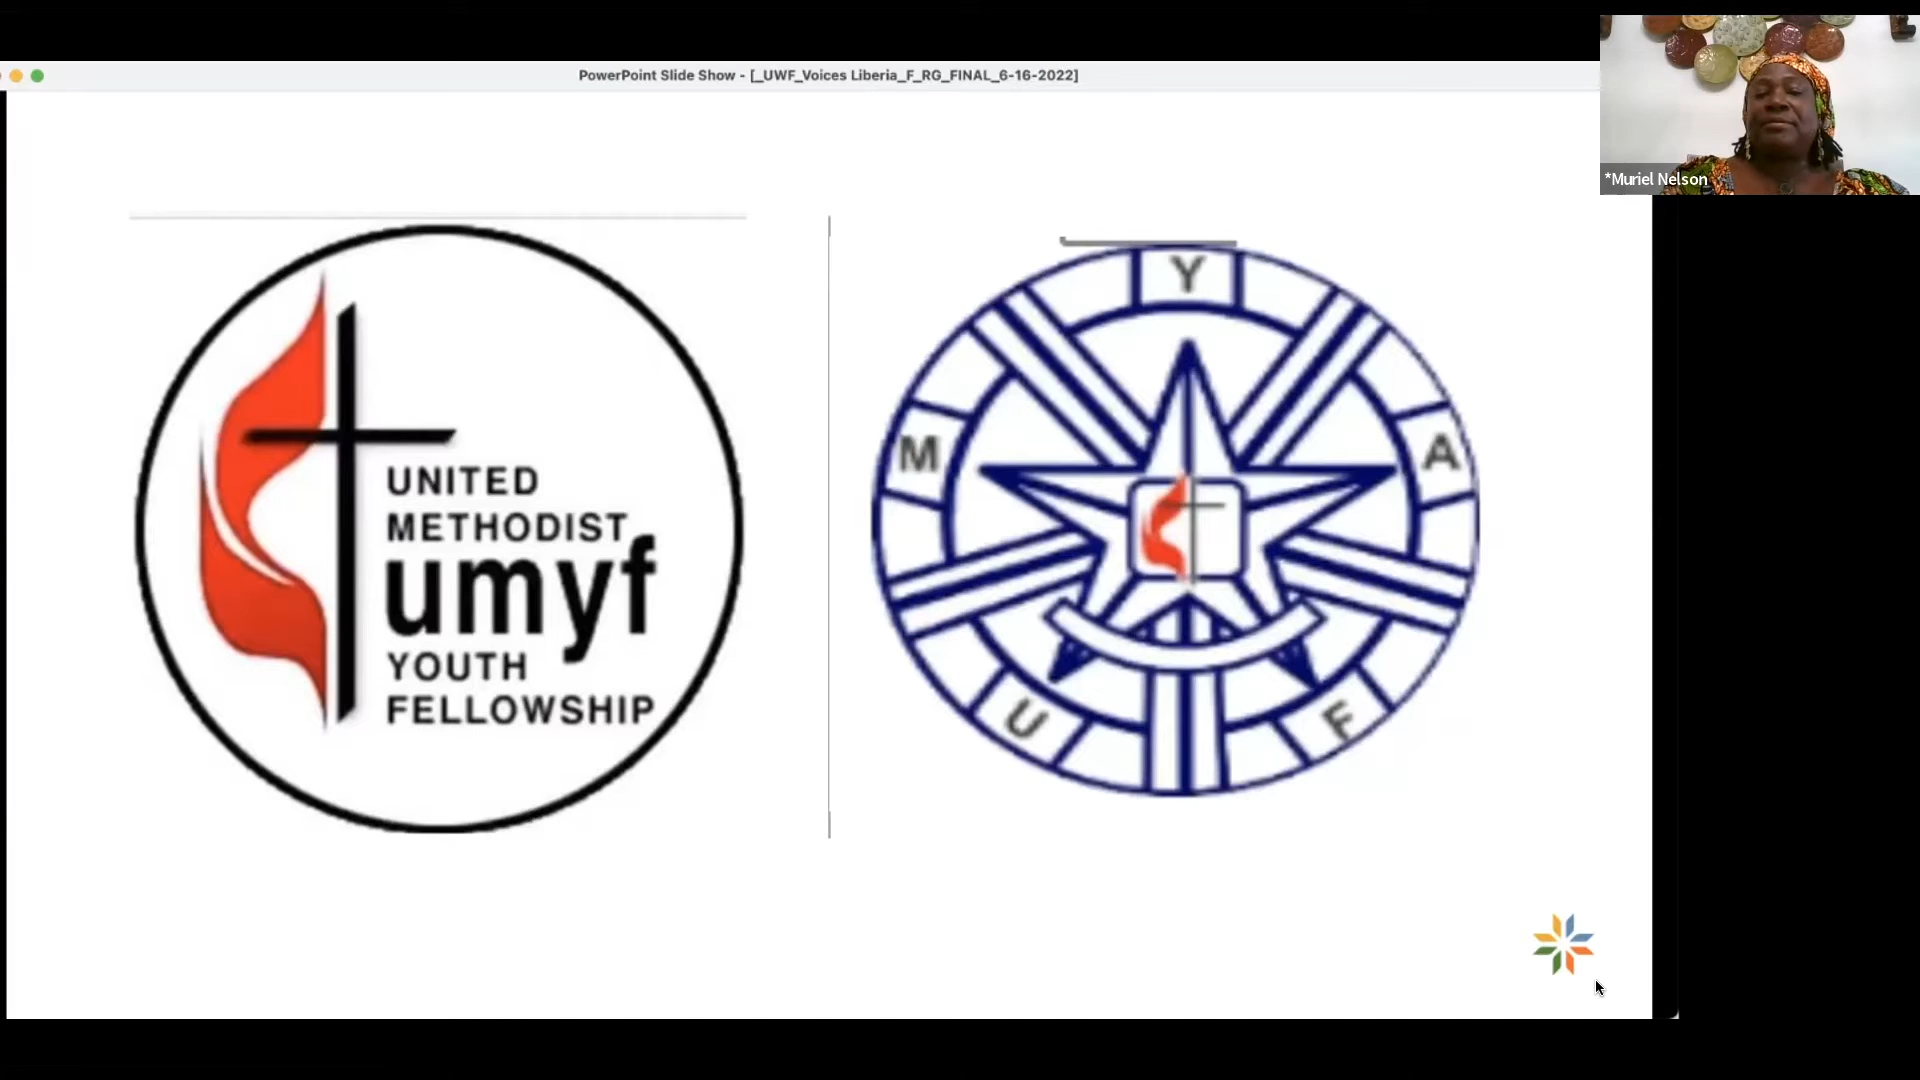 PowerPoint Slide Show - [_UWF_Voices Liberia_F_RG_FINAL_6-16-2022]
*Muriel Nelson
UNITED
METHODIST
umyf
YOUTH
FELLOWSHIP
Y
M
A
U
F